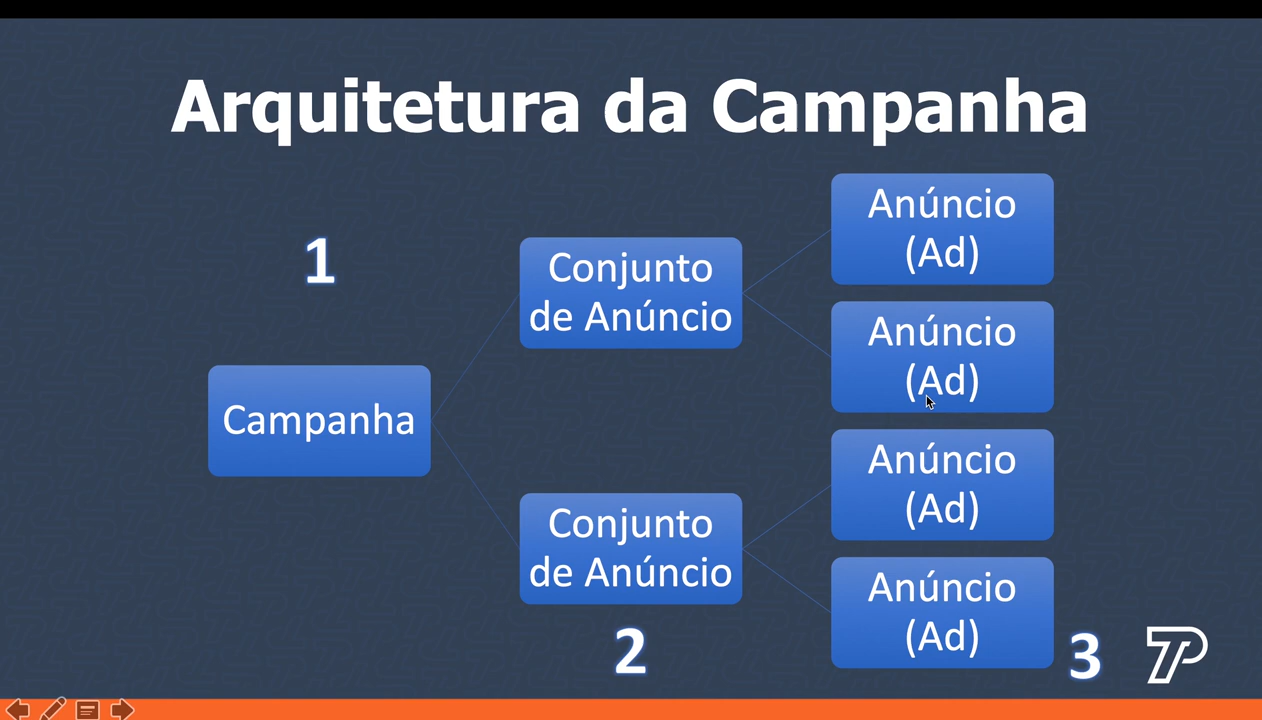 Arquitetura da Campanha
1
Campanha
Conjunto
de Anúncio
Conjunto
de Anúncio
2
Anúncio
(Ad)
Anúncio
(Ad)
Anúncio
(Ad)
Anúncio
(Ad)
3
TP